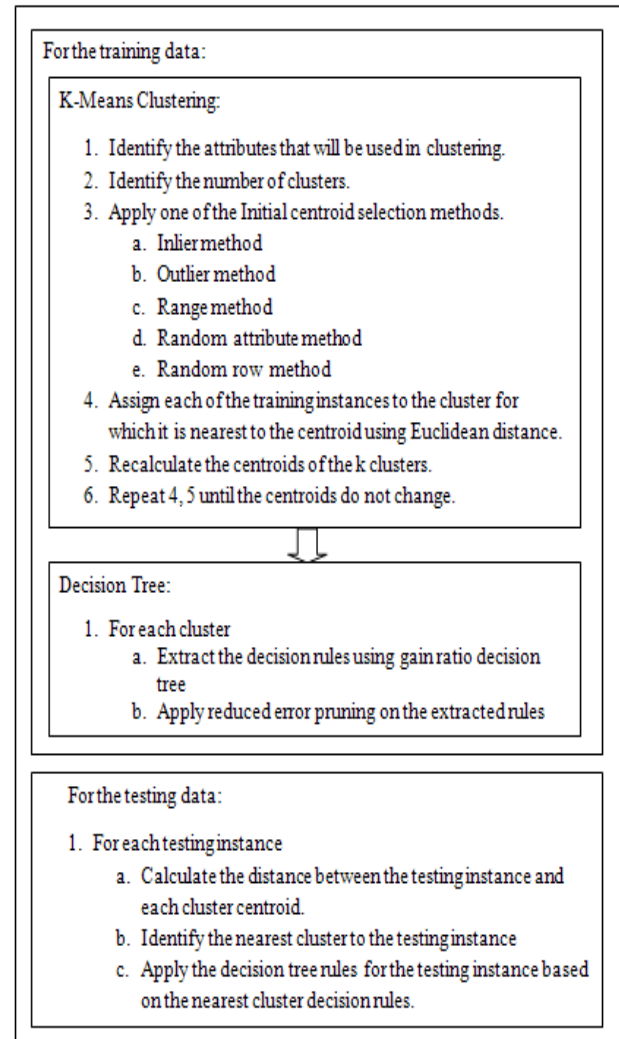 For the training data:
K-Means Clustering:
1. Identify the attributes that will be used in clustering.
2. Identify the number of clusters.
3. Apply one of the Initial centroid selection methods.
a. Inlier method
b. Outlier method
c. Range method
d. Random attribute method
e. Random row method
4. Assign each of the training instances to the cluster for
which it is nearest to the centroid using Euclidean distance.
5. Recalculate the centroids of the k clusters.
6. Repeat 4, 5 until the centroids do not change.
Decision Tree:
1. For each cluster
a. Extract the decision rules using gain ratio decision
tree
b. Apply reduced error pruning on the extracted rules
For the testing data:
1. For each testing instance
a. Calculate the distance between the testing instance and
each cluster centroid.
b. Identify the nearest cluster to the testing instance
c. Apply the decision tree rules for the testing instance based
on the nearest cluster decision rules.